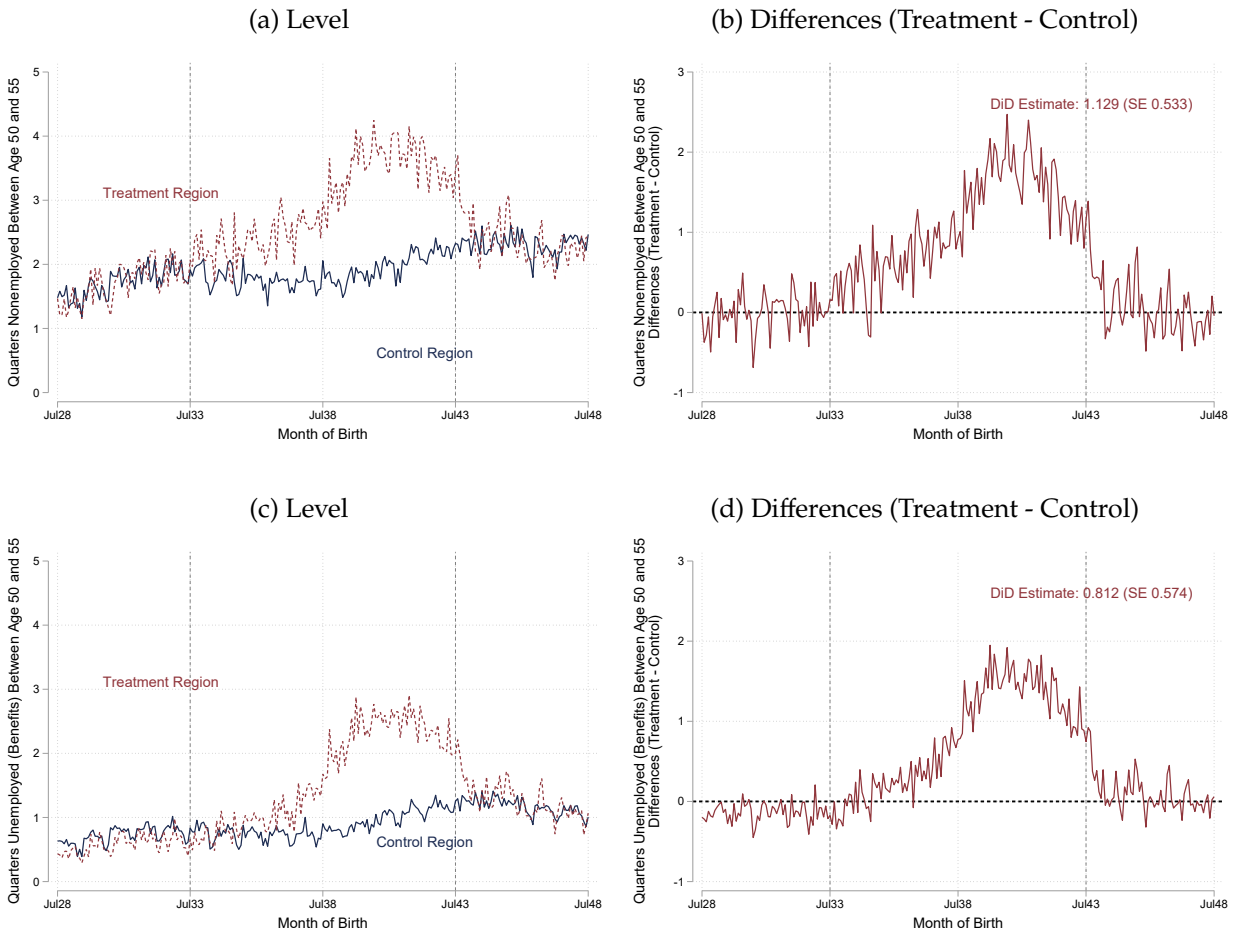 (a) Level
Quarters Nonemployed Between Age 50 and 55
5
4
3
2
1
0
Treatment Region
Control Region
Jul28
Jul33
Jul38
Jul43
Jul48
Month of Birth
(b) Differences (Treatment - Control)
Quarters Nonemployed Between Age 50 and 55
Differences (Treatment - Control)
3
2
1
0
-1
DiD Estimate: 1.129 (SE 0.533)
Jul28
Jul33
Jul38
Jul43
Jul48
Month of Birth
(c) Level
Quarters Unemployed (Benefits) Between Age 50 and 55
5
4
3
2
1
0
Treatment Region
Control Region
Jul28
Jul33
Jul38
Jul43
Jul48
Month of Birth
(d) Differences (Treatment - Control)
Quarters Unemployed (Benefits) Between Age 50 and 55
Differences (Treatment - Control)
3
2
1
0
-1
DiD Estimate: 0.812 (SE 0.574)
Jul28
Jul33
Jul38
Jul43
Jul48
Month of Birth